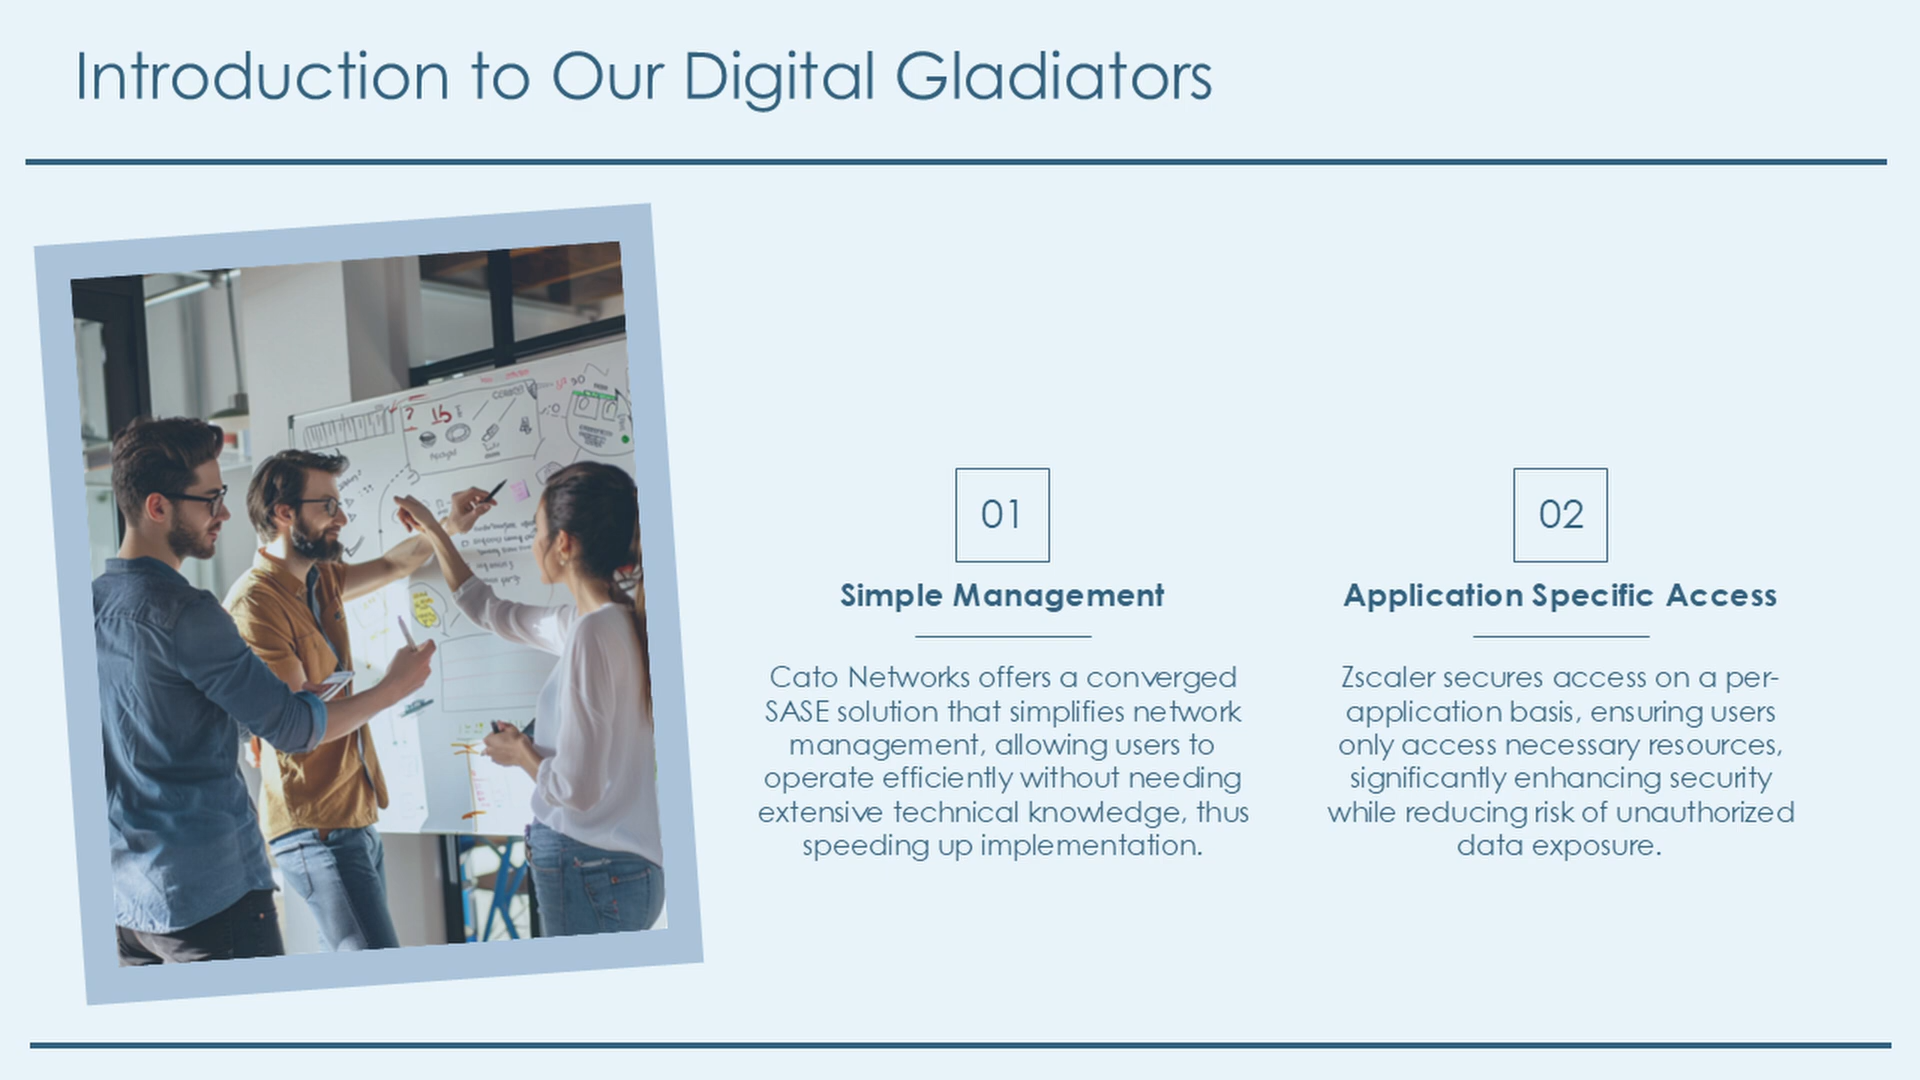 Introduction to Our Digital Gladiators
15
01
Simple Management
Cato Networks offers a converged
SASE solution that simplifies network
management, allowing users to
operate efficiently without needing
extensive technical knowledge, thus
speeding up implementation.
02
Application Specific Access
Zscaler secures access on a per-
application basis, ensuring users
only access necessary resources,
significantly enhancing security
while reducing risk of unauthorized
data exposure.